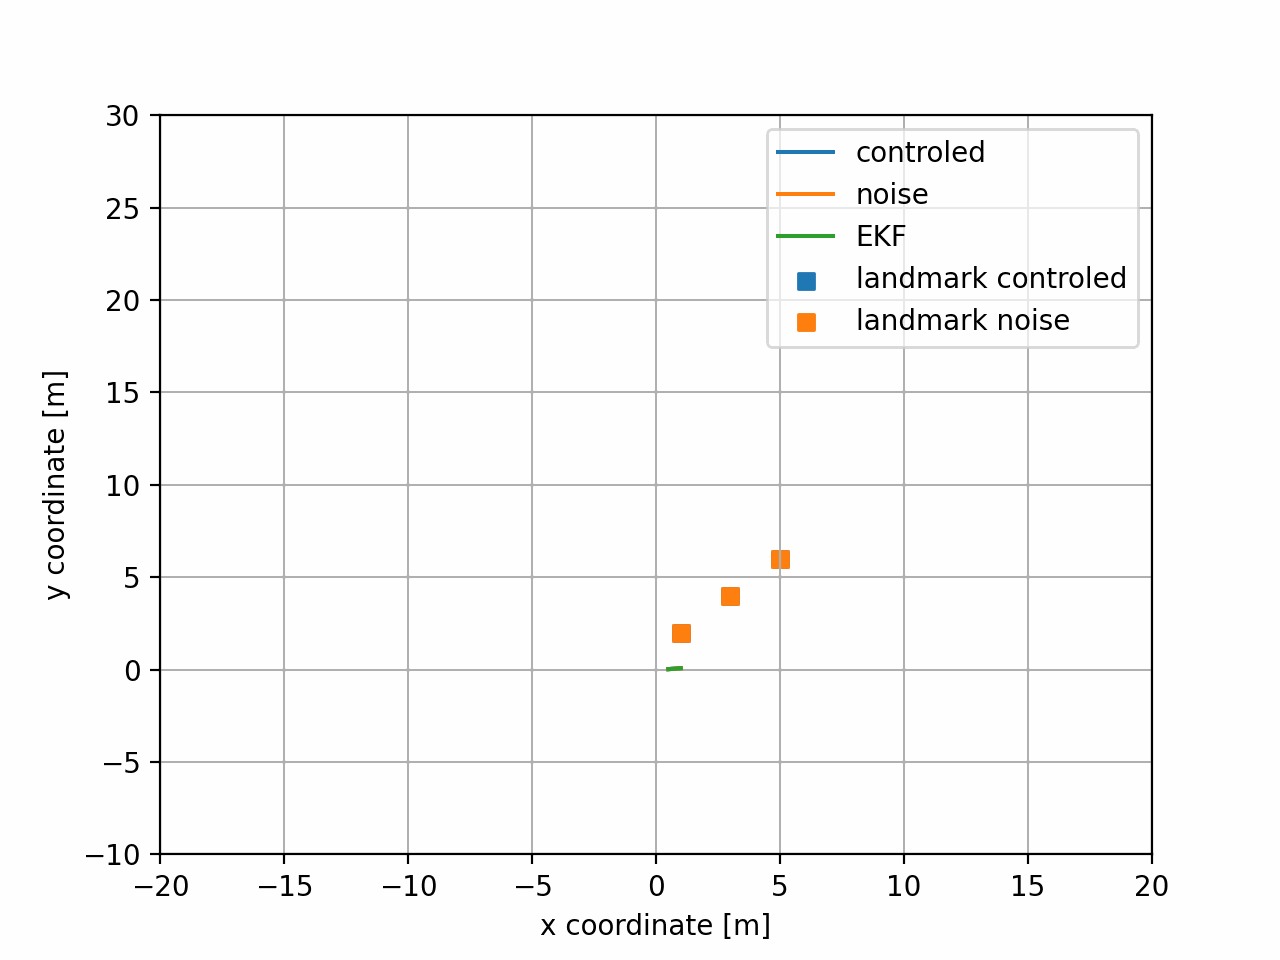 30
25
20
15
10
5
0
−5
−10
y coordinate [m]
controled
noise
EKF
landmark controled
landmark noise
−20 −15 −10 −5 0 5 10 15 20
x coordinate [m]